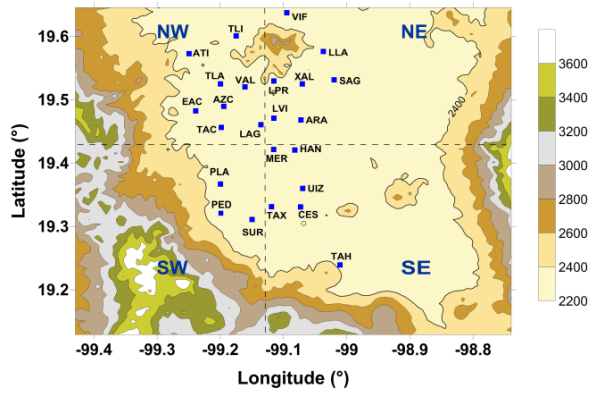 VIF
TLI
NW
NE
19.6
LLA
ATI
3600
TLA
VAL
XAL
SAG
LPR
3400
19.5
EAC
AZC
LVI
2400
3200
TAC
LAG
ARA
Latitude (°)
MER
HAN
3000
19.4
PLA
2800
UIZ
PED
TAX
CES
2600
19.3
SUR
SW
TAH
SE
2400
19.2
2200
-99.4
-99.3
-99.2
-99.1
-99
-98.9
-98.8
Longitude (°)